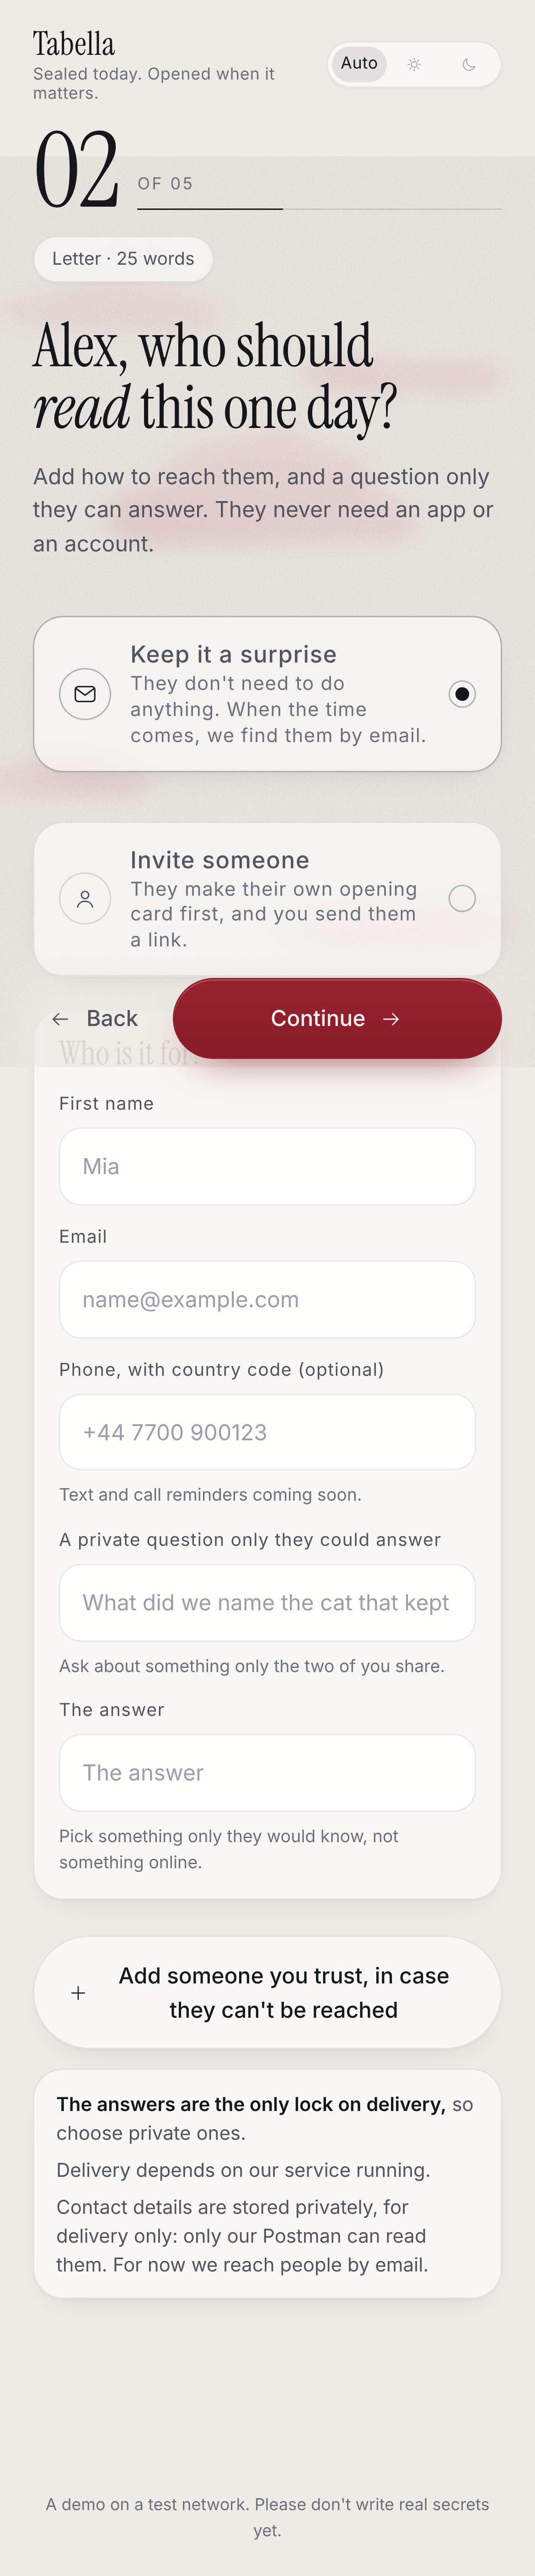 Tabella
Sealed today. Opened when it
matters.
Auto
02
OF 05
Letter · 25 words
Alex, who should
read this one day?
Add how to reach them, and a question only
they can answer. They never need an app or
an account.
Keep it a surprise
They don't need to do
anything. When the time
comes, we find them by email.
Invite someone
They make their own opening
card first, and you send them
a link.
Back
Continue
Who is it for?
First name
Mia
Email
name@example.com
Phone, with country code (optional)
+44 7700 900123
Text and call reminders coming soon.
A private question only they could answer
What did we name the cat that kept
Ask about something only the two of you share.
The answer
The answer
Pick something only they would know, not
something online.
Add someone you trust, in case
they can't be reached
The answers are the only lock on delivery, so
choose private ones.
Delivery depends on our service running.
Contact details are stored privately, for
delivery only: only our Postman can read
them. For now we reach people by email.
A demo on a test network. Please don't write real secrets
yet.